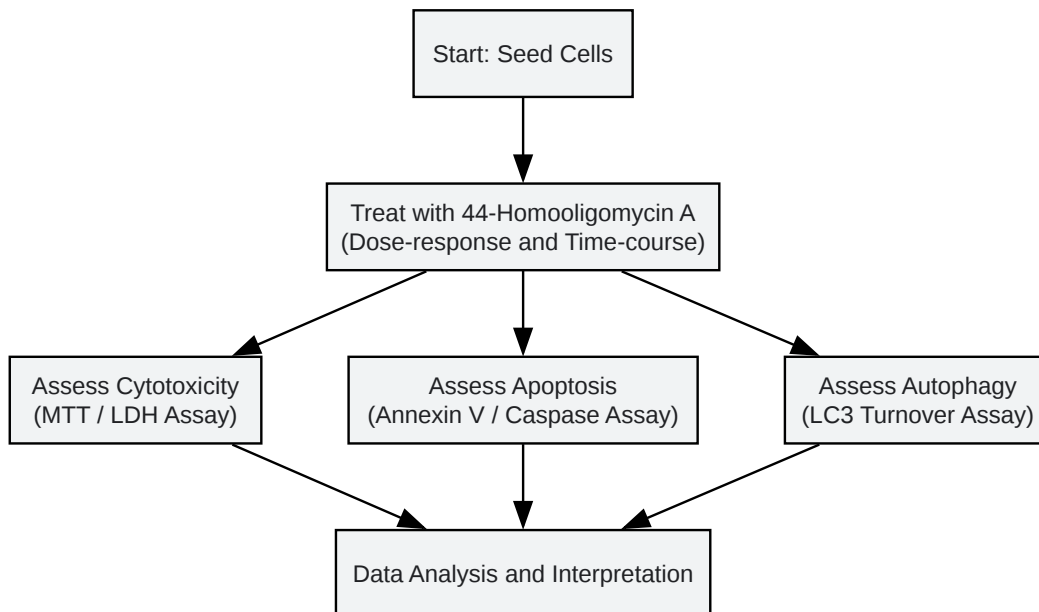 Start: Seed Cells
Treat with 44-Homooligomycin A
(Dose-response and Time-course)
Assess Cytotoxicity
(MTT / LDH Assay)
Assess Apoptosis
(Annexin V / Caspase Assay)
Assess Autophagy
(LC3 Turnover Assay)
Data Analysis and Interpretation